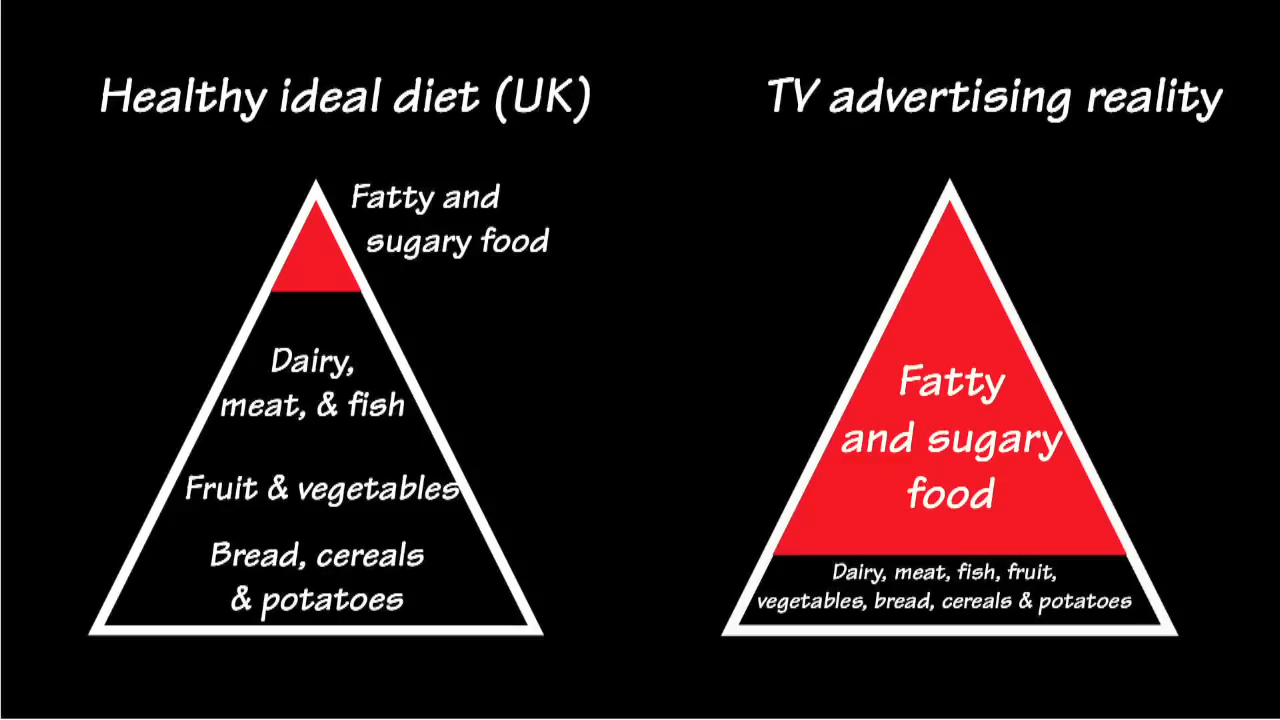 Healthy ideal diet (UK)
Fatty and
sugary food
Dairy,
meat, & fish
Fruit & vegetables
Bread, cereals
& potatoes
TV advertising reality
Fatty
and sugary
food
Dairy, meat, fish, fruit,
vegetables, bread, cereals & potatoes